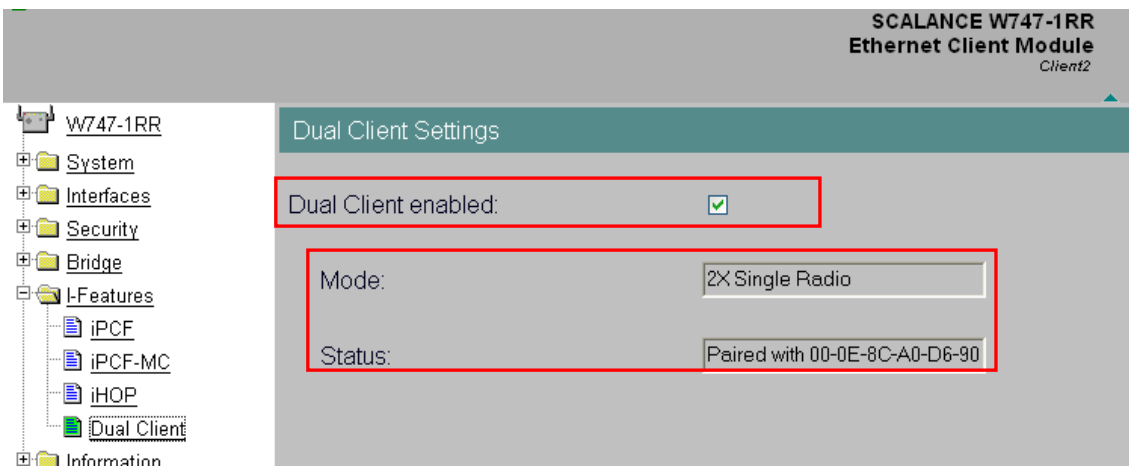 SCALANCE W747-1RR
Ethernet Client Module
Client2
W747-1RR
System
Interfaces
Security
Bridge
I-Features
iPCF
iPCF-MC
iHOP
Dual Client
Information
Dual Client Settings
Dual Client enabled:
Mode: 2X Single Radio
Status: Paired with 00-0E-8C-A0-D6-90